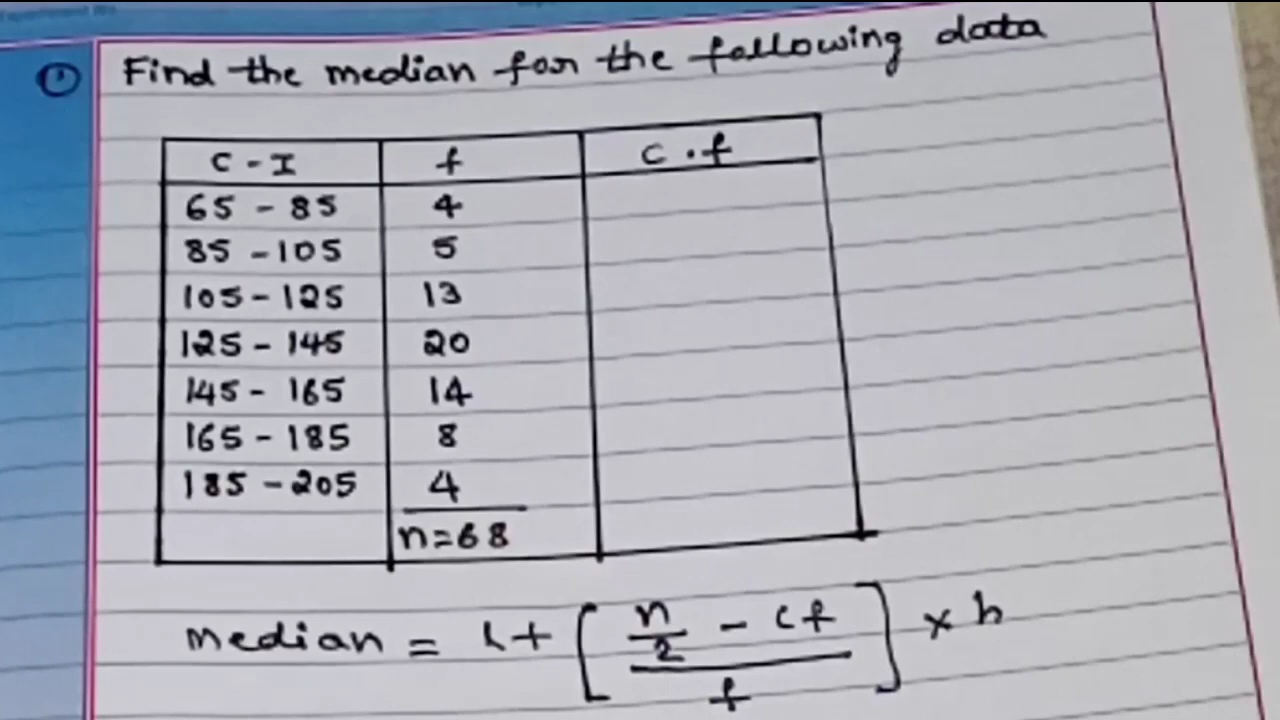 ① Find the median for the following data
C - I f c.f
65 - 85 4
85 - 105 5
105 - 125 13
125 - 145 20
145 - 165 14
165 - 185 8
185 - 205 4
n=68
median = l + [ n/2 - cf / f ] × h